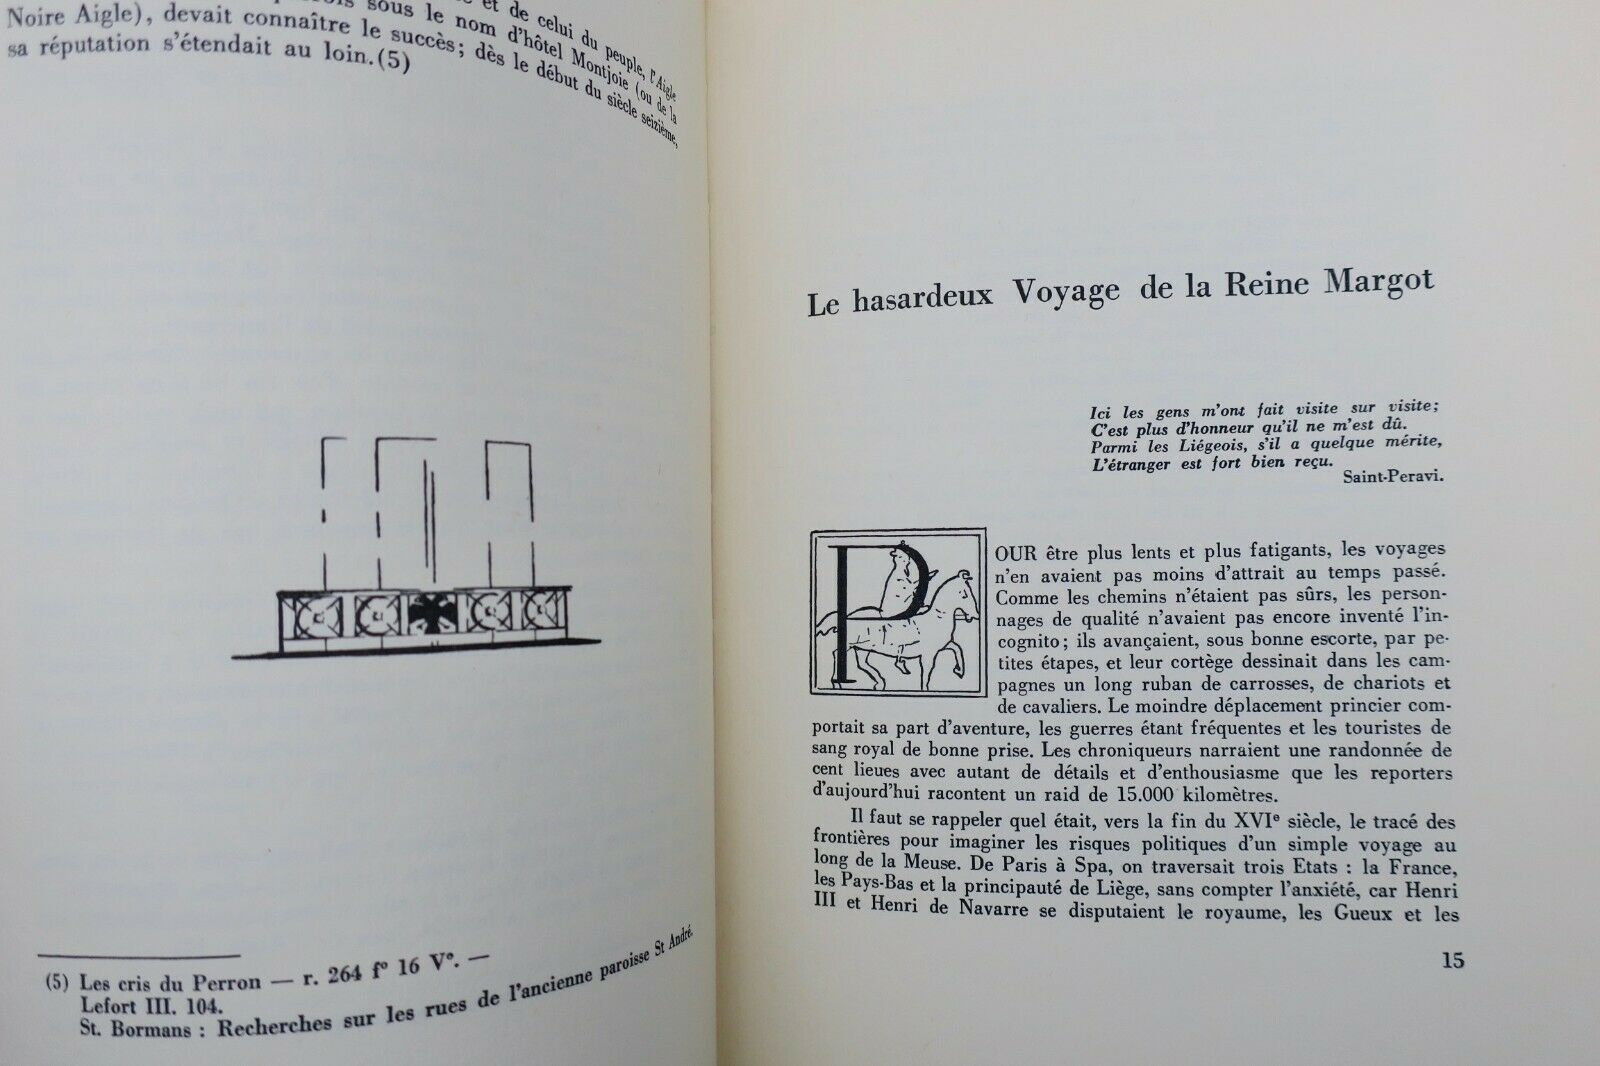 et de celui du peuple, l'Aigle
sous le nom d'hôtel Montjoie (ou de la
Noire Aigle), devait connaître le succès ; dès le début du siècle seizième,
sa réputation s'étendait au loin.(5)
(5) Les cris du Perron — r. 264 f° 16 V°. —
Lefort III. 104.
St. Bormans : Recherches sur les rues de l'ancienne paroisse St André.
Le hasardeux Voyage de la Reine Margot
Ici les gens m'ont fait visite sur visite ;
C'est plus d'honneur qu'il ne m'est dû.
Parmi les Liégeois, s'il a quelque mérite,
L'étranger est fort bien reçu.
Saint-Peravi.
POUR être plus lents et plus fatigants, les voyages
n'en avaient pas moins d'attrait au temps passé.
Comme les chemins n'étaient pas sûrs, les person-
nages de qualité n'avaient pas encore inventé l'in-
cognito ; ils avançaient, sous bonne escorte, par pe-
tites étapes, et leur cortège dessinait dans les cam-
pagnes un long ruban de carrosses, de chariots et
de cavaliers. Le moindre déplacement princier com-
portait sa part d'aventure, les guerres étant fréquentes et les touristes de
sang royal de bonne prise. Les chroniqueurs narraient une randonnée de
cent lieues avec autant de détails et d'enthousiasme que les reporters
d'aujourd'hui racontent un raid de 15.000 kilomètres.
Il faut se rappeler quel était, vers la fin du XVIe siècle, le tracé des
frontières pour imaginer les risques politiques d'un simple voyage au
long de la Meuse. De Paris à Spa, on traversait trois Etats : la France,
les Pays-Bas et la principauté de Liège, sans compter l'anxiété, car Henri
III et Henri de Navarre se disputaient le royaume, les Gueux et les
15